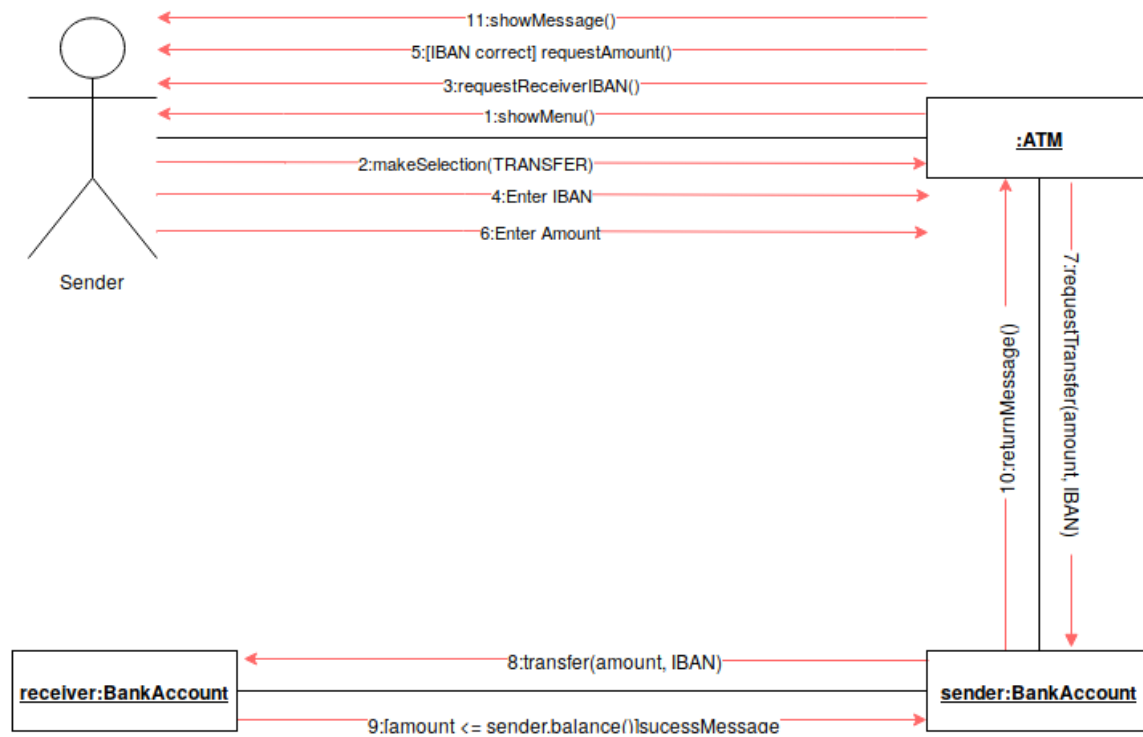 11:showMessage()
5:[IBAN correct] requestAmount()
3:requestReceiverIBAN()
1:showMenu()
:ATM
2:makeSelection(TRANSFER)
4:Enter IBAN
6:Enter Amount
Sender
7:requestTransfer(amount, IBAN)
10:returnMessage()
8:transfer(amount, IBAN)
receiver:BankAccount
sender:BankAccount
9:[amount <= sender.balance()]sucessMessage